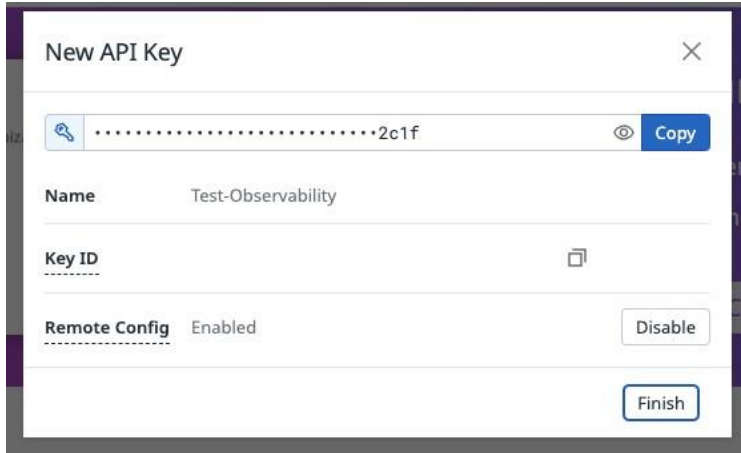 New API Key
••••••••••••••••••••••••••••2c1f
Copy
Name Test-Observability
Key ID
Remote Config Enabled
Disable
Finish